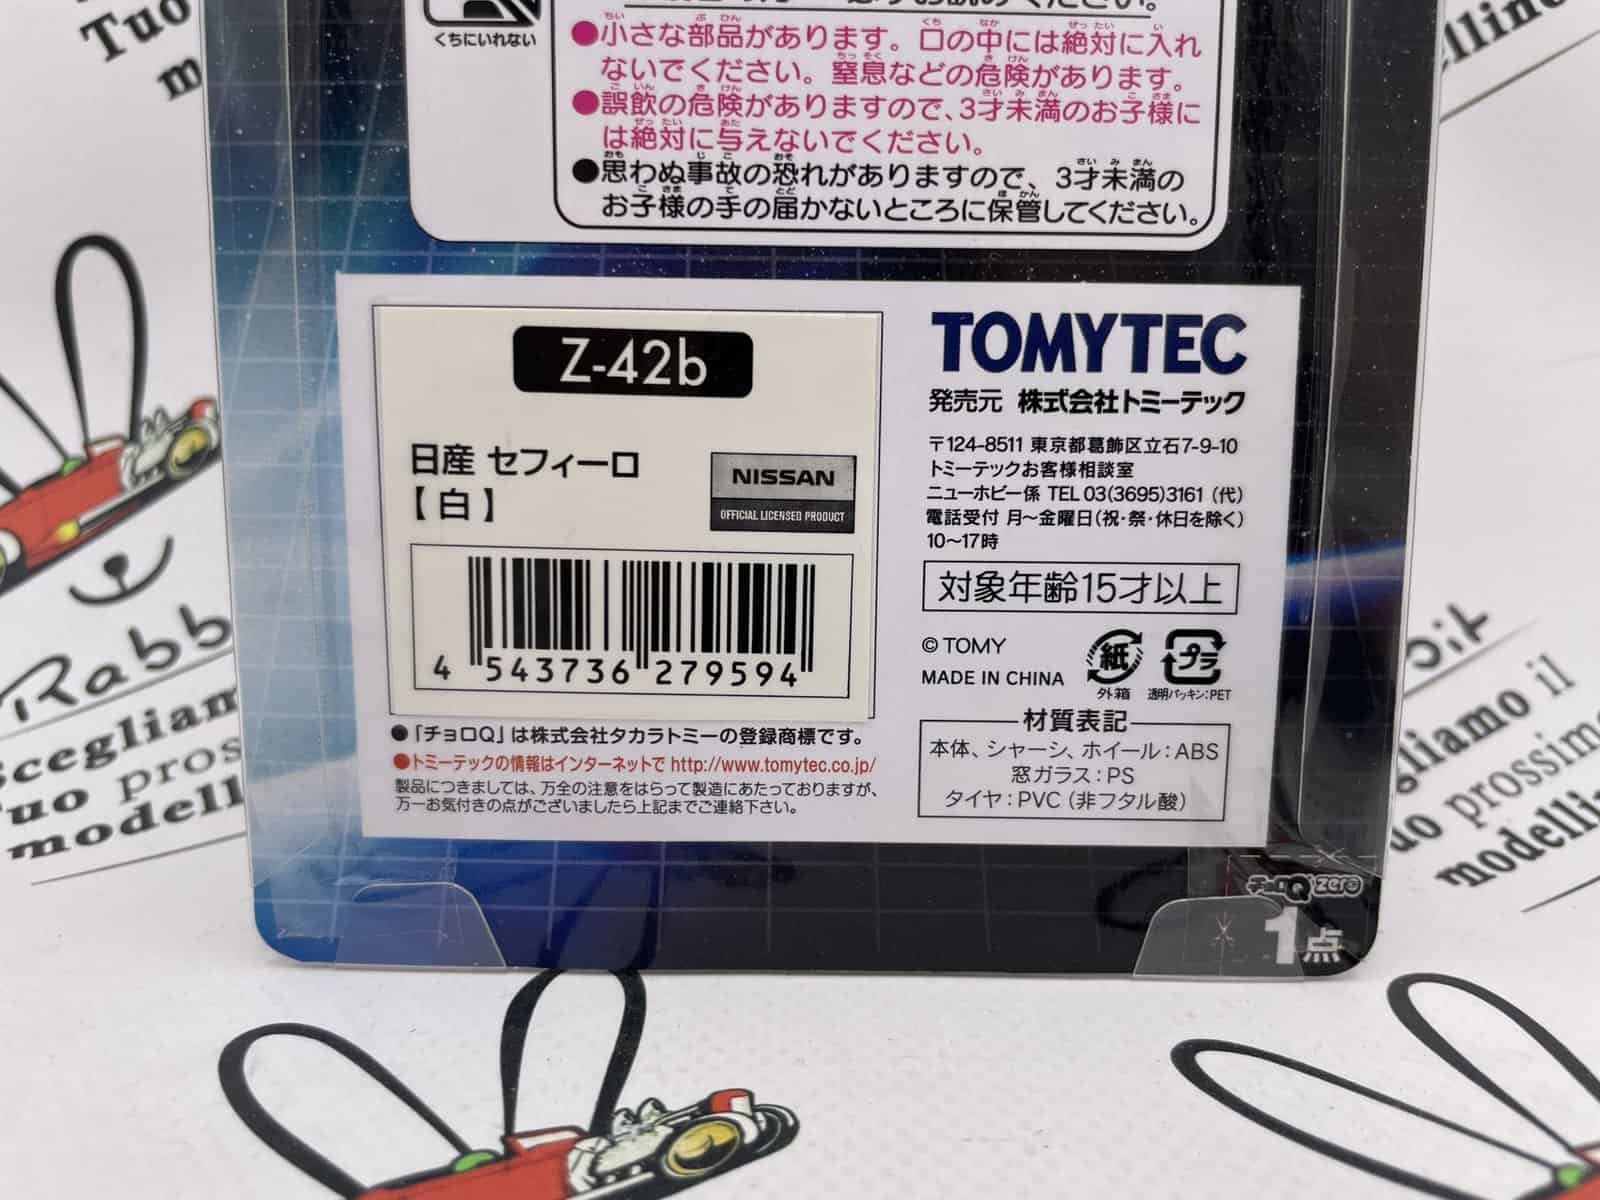 Tuo
m
くちにいれない
●小さな部品があります。口の中には絶対に入れ
ないでください。窒息などの危険があります。
●誤飲の危険がありますので、3才未満のお子様に
は絶対に与えないでください。
●思わぬ事故の恐れがありますので、3才未満の
お子様の手の届かないところに保管してください。
Z-42b
日産 セフィーロ
【白】
NISSAN
OFFICIAL LICENSED PRODUCT
4 543736 279594
●「チョロQ」は株式会社タカラトミーの登録商標です。
●トミーテックの情報はインターネットで http://www.tomytec.co.jp/
製品につきましては、万全の注意をはらって製造にあたっておりますが、
万一お気付きの点がございましたら上記までご連絡下さい。
TOMYTEC
発売元 株式会社トミーテック
〒124-8511 東京都葛飾区立石7-9-10
トミーテックお客様相談室
ニューホビー係 TEL 03(3695)3161 (代)
電話受付 月〜金曜日(祝・祭・休日を除く)
10〜17時
対象年齢15才以上
© TOMY
MADE IN CHINA
紙
外箱
プラ
透明パッキン:PET
材質表記
本体、シャーシ、ホイール:ABS
窓ガラス:PS
タイヤ:PVC (非フタル酸)
チョロQ zero
1点
Rabb
scegliam
Tuo pros
modell
bit
gliamo il
uo prossimo
modelli